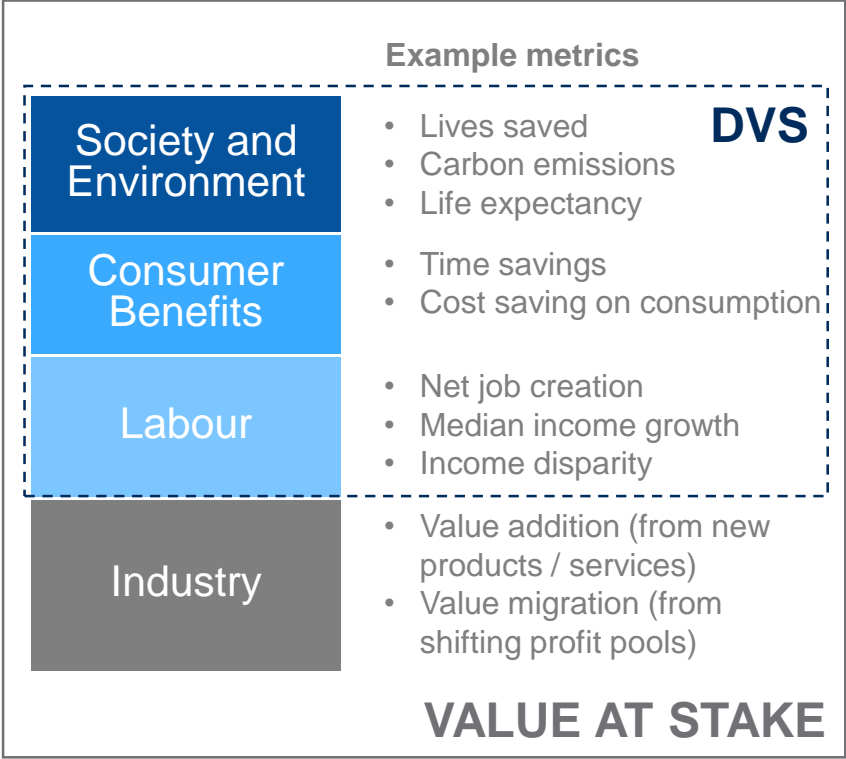 Example metrics
DVS
Society and
Environment
• Lives saved
• Carbon emissions
• Life expectancy
Consumer
Benefits
• Time savings
• Cost saving on consumption
Labour
• Net job creation
• Median income growth
• Income disparity
Industry
• Value addition (from new
products / services)
• Value migration (from
shifting profit pools)
VALUE AT STAKE